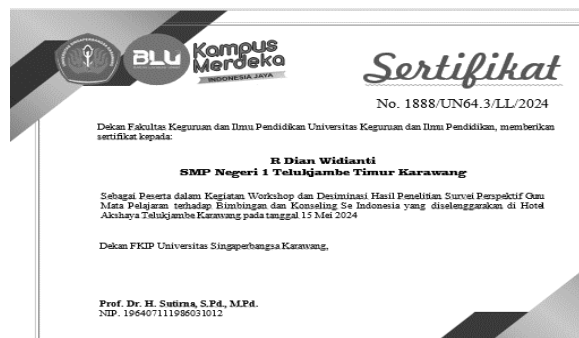 BLU
Kampus
Merdeka
INDONESIA JAYA
Sertifikat
No. 1888/UN64.3/LL/2024
Dekan Fakultas Keguruan dan Ilmu Pendidikan Universitas Keguruan dan Ilmu Pendidikan, memberikan
sertifikat kepada:
R Dian Widianti
SMP Negeri 1 Telukjambe Timur Karawang
Sebagai Peserta dalam Kegiatan Workshop dan Desiminasi Hasil Penelitian Survei Perspektif Guru
Mata Pelajaran terhadap Bimbingan dan Konseling Se Indonesia yang diselenggarakan di Hotel
Akshaya Telukjambe Karawang pada tanggal 15 Mei 2024
Dekan FKIP Universitas Singaperbangsa Karawang,
Prof. Dr. H. Sutirna, S.Pd., M.Pd.
NIP. 196407111986031012